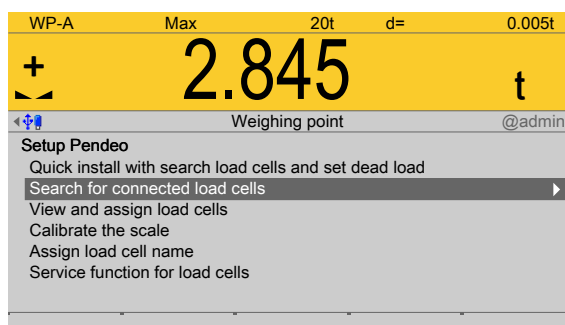 WP-A Max 20t d= 0.005t
+ 2.845 t
Weighing point @admin
Setup Pendeo
Quick install with search load cells and set dead load
Search for connected load cells
View and assign load cells
Calibrate the scale
Assign load cell name
Service function for load cells